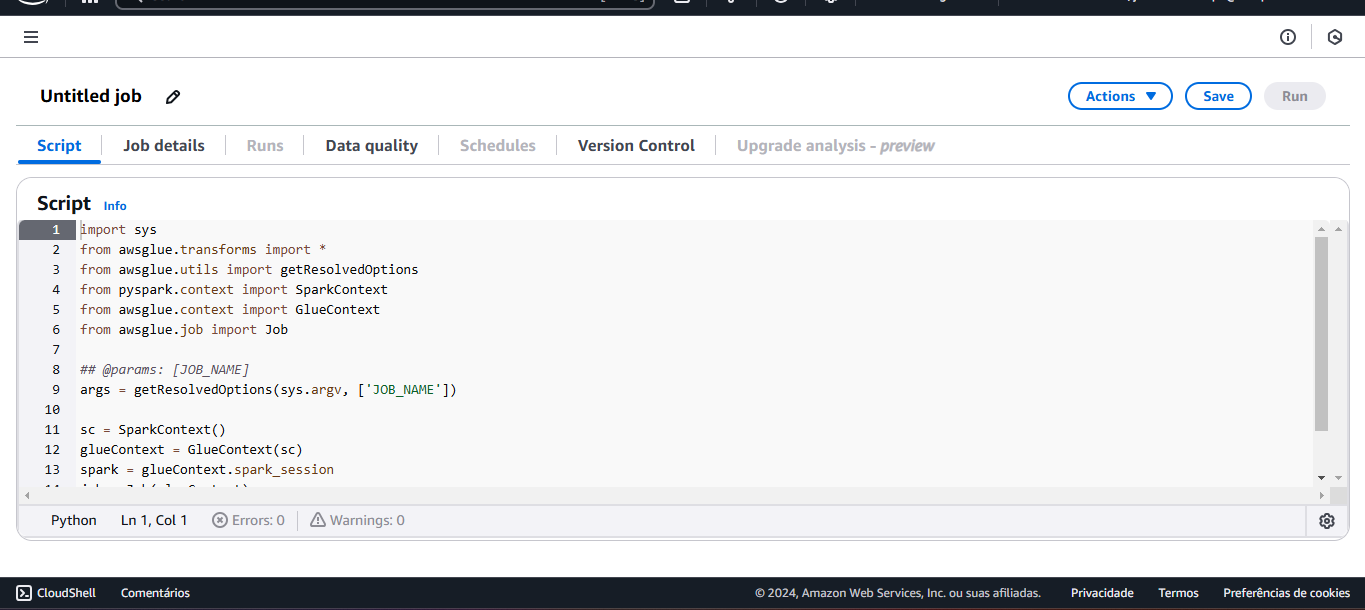 Untitled job
Actions ▼ Save Run
Script Job details Runs Data quality Schedules Version Control Upgrade analysis - preview
Script Info
1 import sys
2 from awsglue.transforms import *
3 from awsglue.utils import getResolvedOptions
4 from pyspark.context import SparkContext
5 from awsglue.context import GlueContext
6 from awsglue.job import Job
7
8 ## @params: [JOB_NAME]
9 args = getResolvedOptions(sys.argv, ['JOB_NAME'])
10
11 sc = SparkContext()
12 glueContext = GlueContext(sc)
13 spark = glueContext.spark_session
Python Ln 1, Col 1 Errors: 0 Warnings: 0
CloudShell Comentários © 2024, Amazon Web Services, Inc. ou suas afiliadas. Privacidade Termos Preferências de cookies